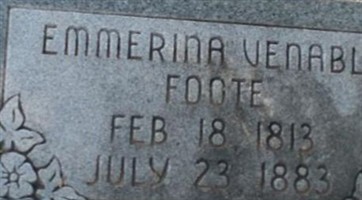 EMMERINA VENABL
FOOTE
FEB 18, 1813
JULY 23 1883